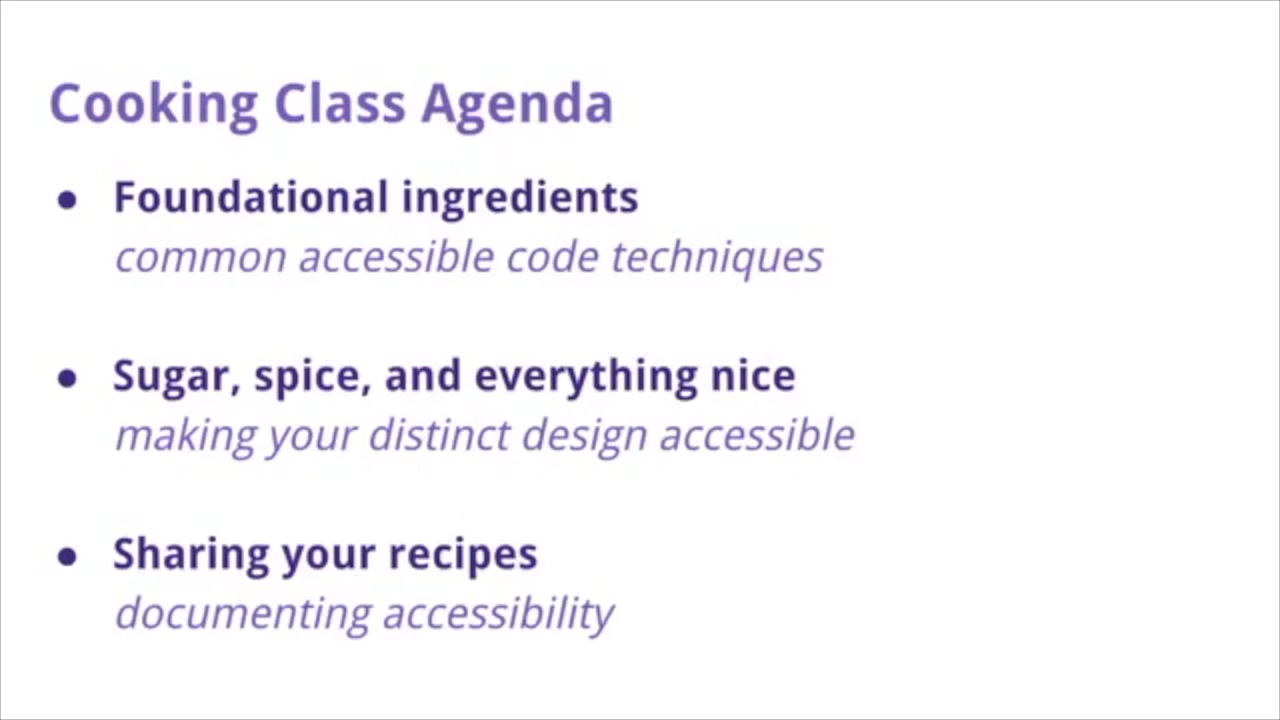 Cooking Class Agenda
● Foundational ingredients
common accessible code techniques
● Sugar, spice, and everything nice
making your distinct design accessible
● Sharing your recipes
documenting accessibility